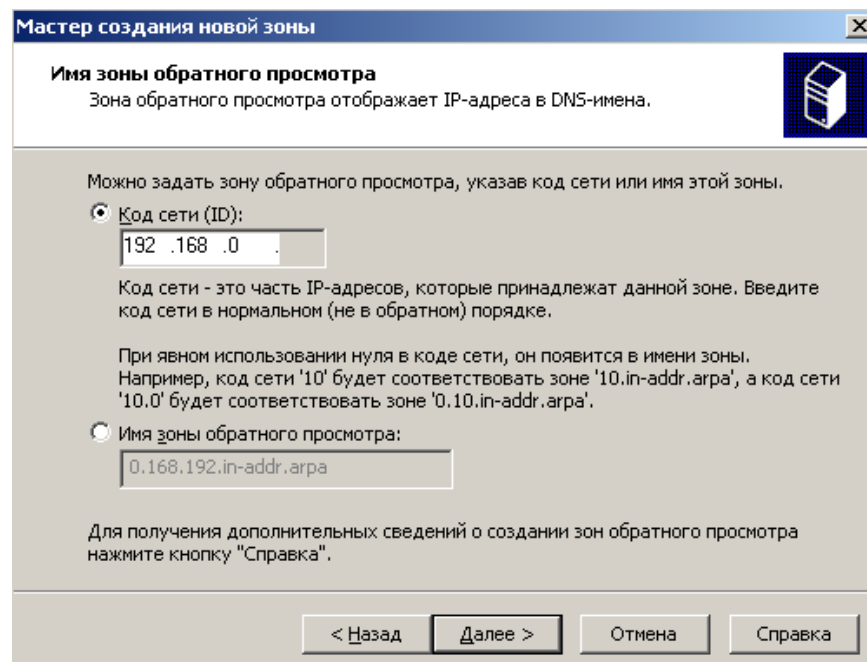 Мастер создания новой зоны
Имя зоны обратного просмотра
Зона обратного просмотра отображает IP-адреса в DNS-имена.
Можно задать зону обратного просмотра, указав код сети или имя этой зоны.
Код сети (ID):
192 .168 .0 .
Код сети - это часть IP-адресов, которые принадлежат данной зоне. Введите
код сети в нормальном (не в обратном) порядке.
При явном использовании нуля в коде сети, он появится в имени зоны.
Например, код сети '10' будет соответствовать зоне '10.in-addr.arpa', а код сети
'10.0' будет соответствовать зоне '0.10.in-addr.arpa'.
Имя зоны обратного просмотра:
0.168.192.in-addr.arpa
Для получения дополнительных сведений о создании зон обратного просмотра
нажмите кнопку "Справка".
< Назад Далее > Отмена Справка